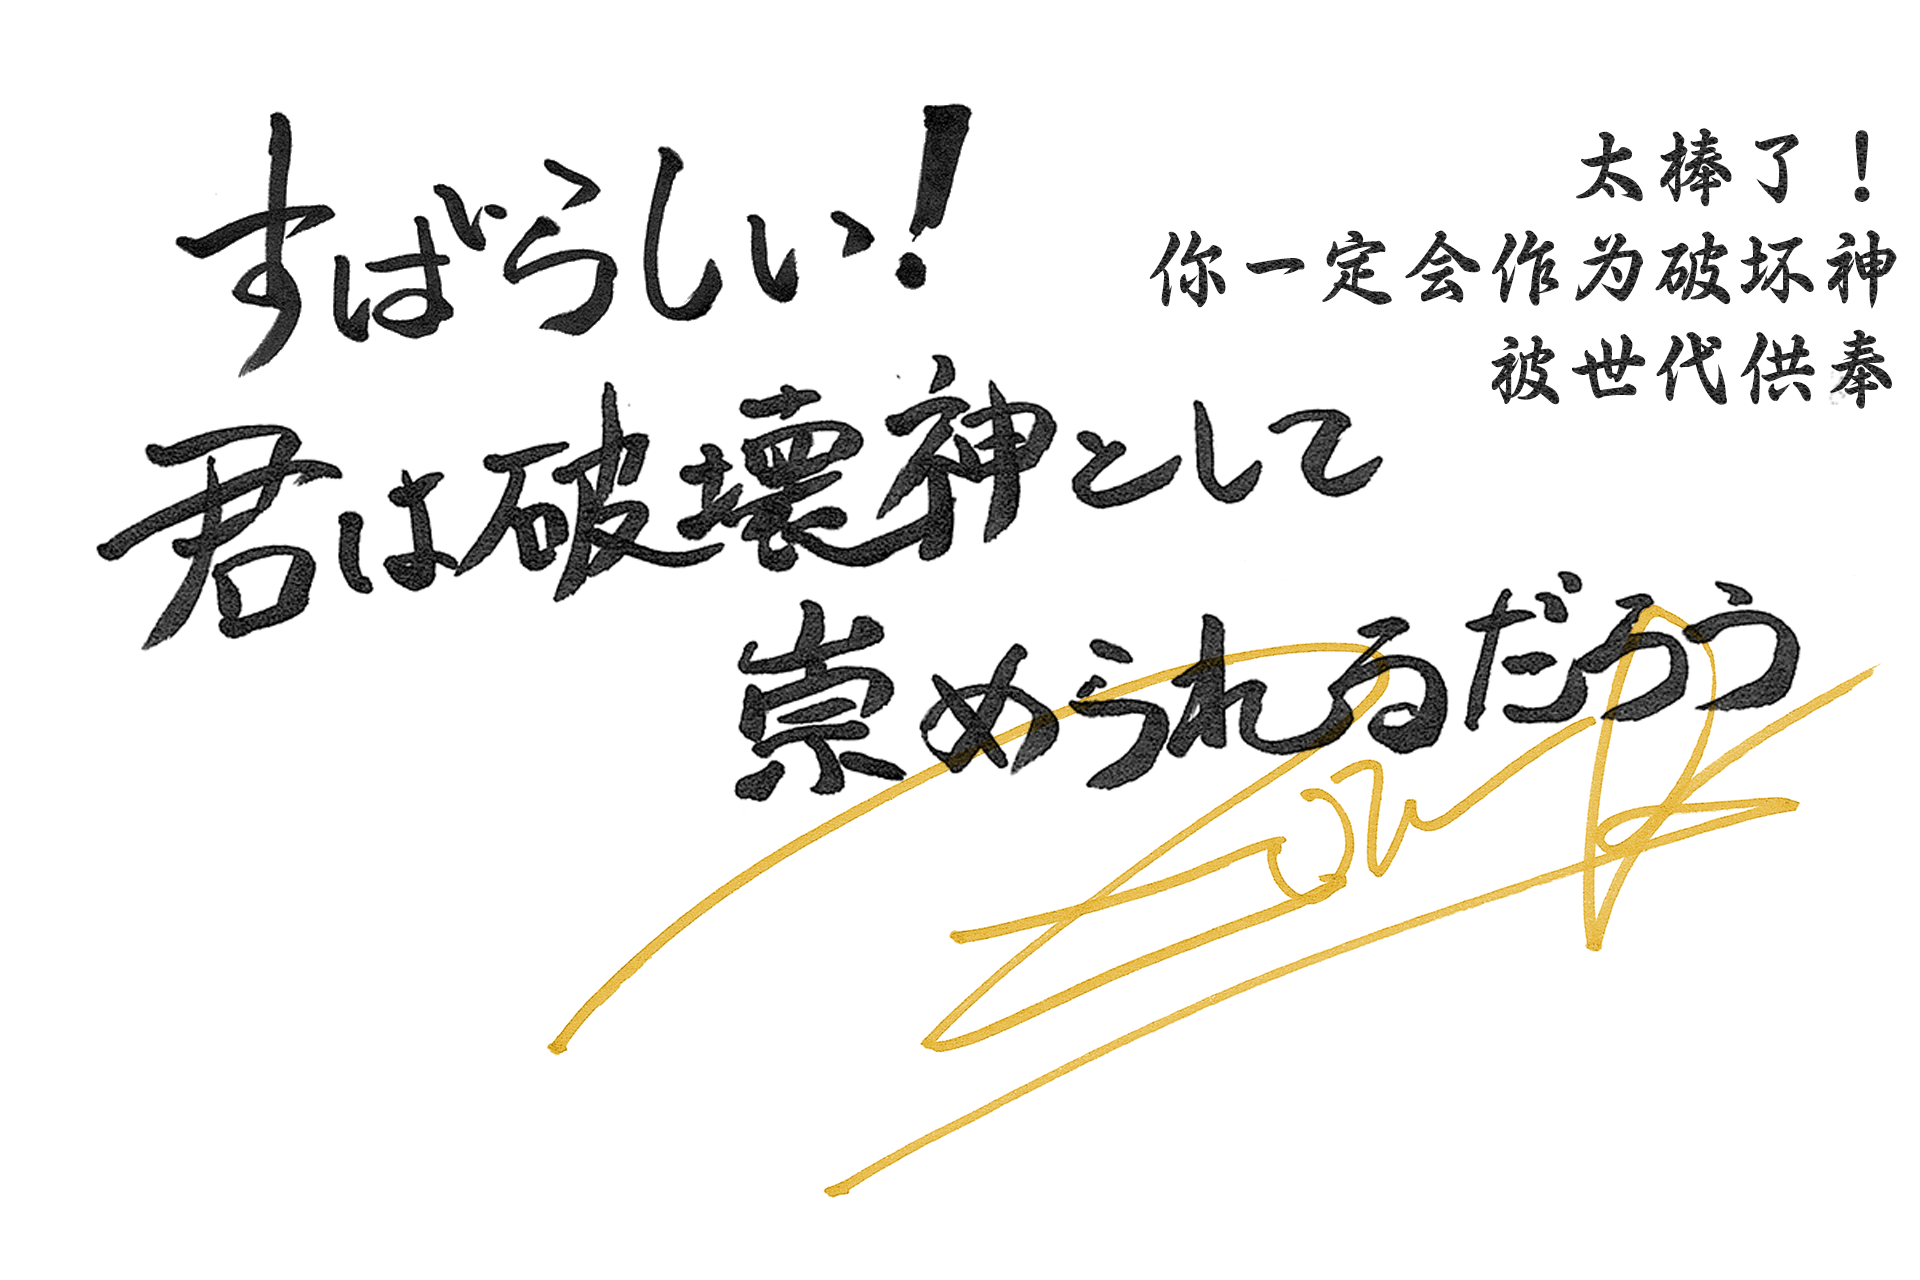 すばらしい!
君は破壊神として
崇められるだろう
太棒了！
你一定会作为破坏神
被世代供奉